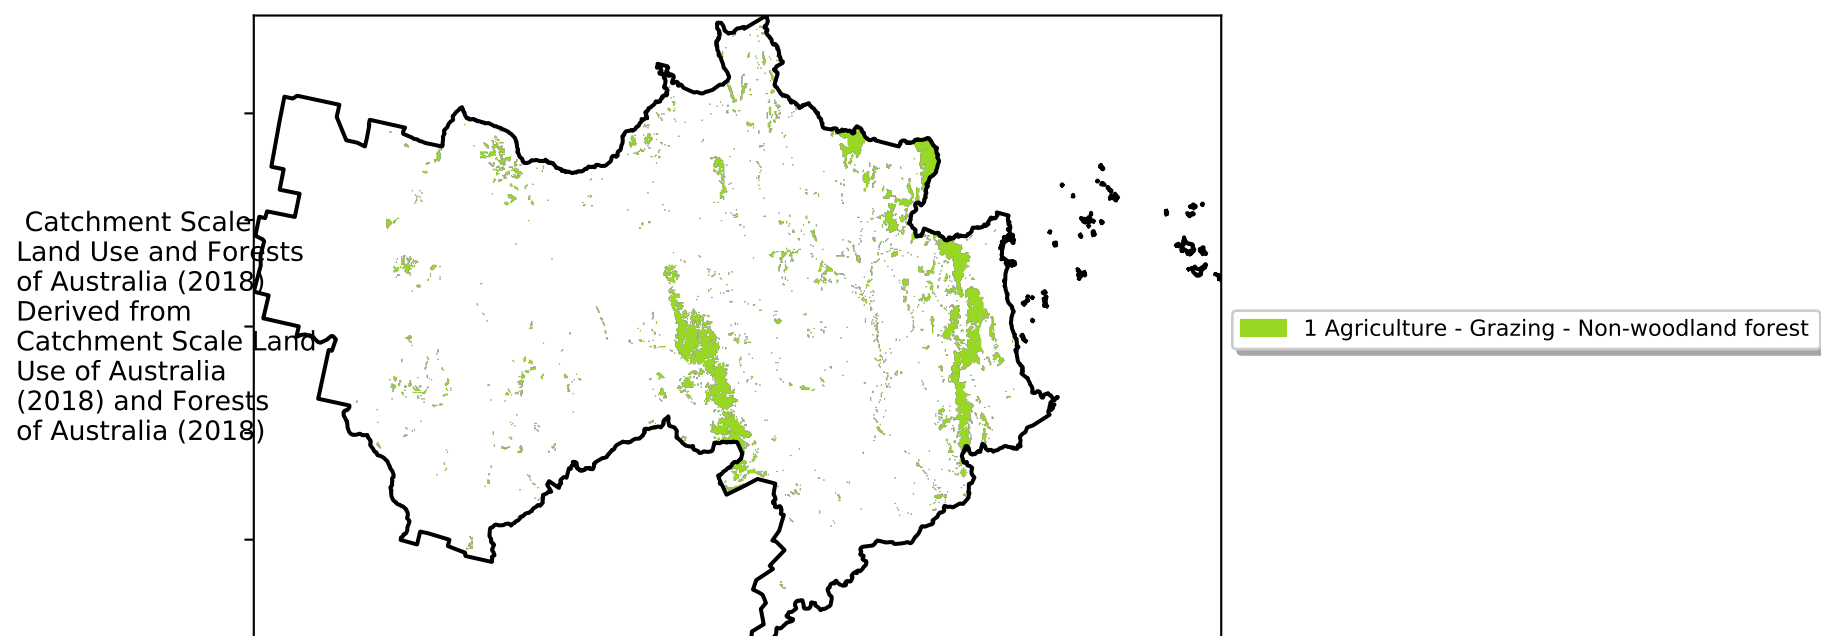 Catchment Scale
Land Use and Forests
of Australia (2018)
Derived from
Catchment Scale Land
Use of Australia
(2018) and Forests
of Australia (2018)
1 Agriculture - Grazing - Non-woodland forest